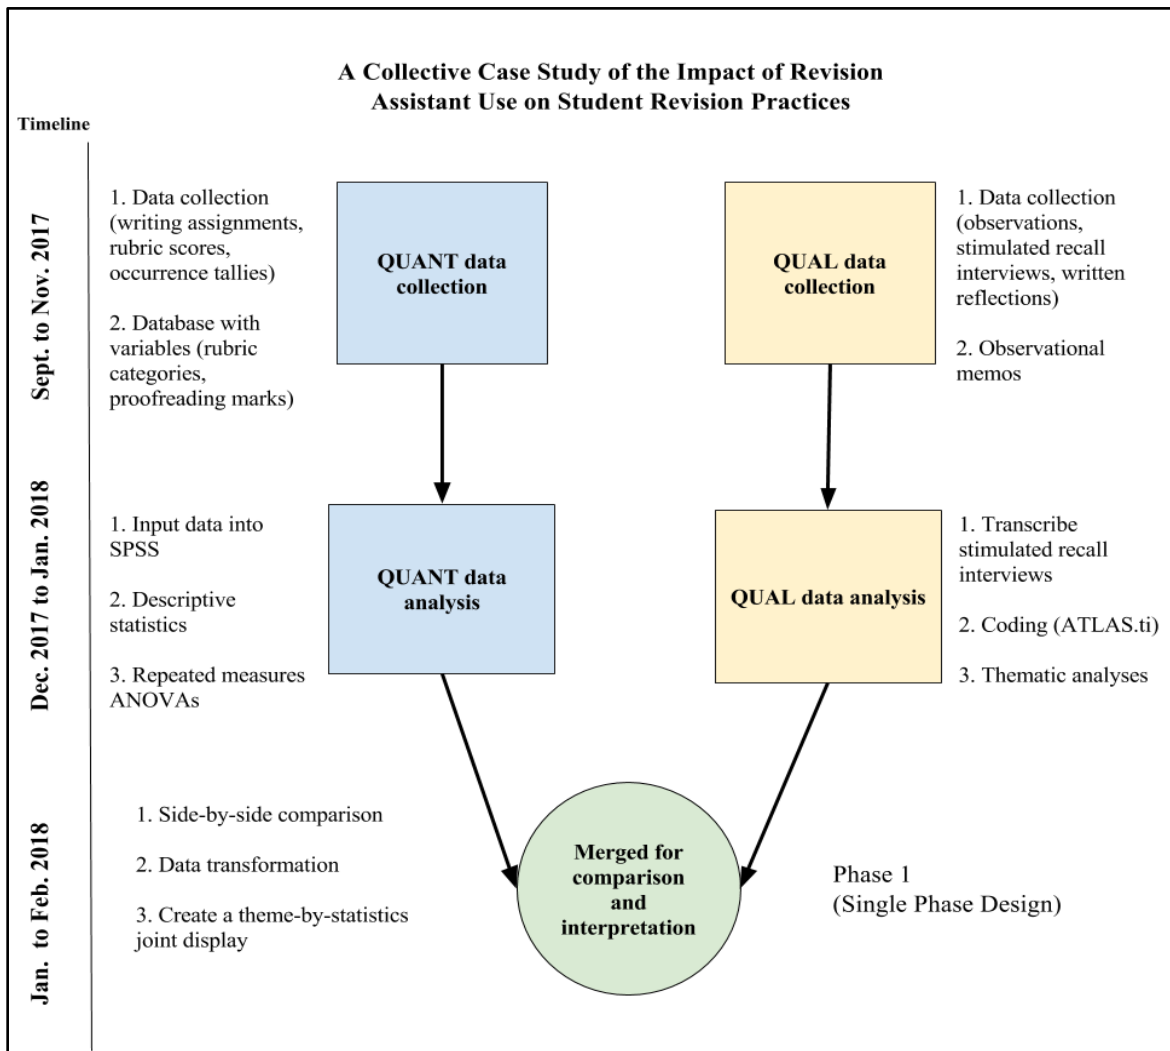 A Collective Case Study of the Impact of Revision
Assistant Use on Student Revision Practices
Timeline
Sept. to Nov. 2017
1. Data collection
(writing assignments,
rubric scores,
occurrence tallies)
2. Database with
variables (rubric
categories,
proofreading marks)
QUANT data
collection
QUAL data
collection
1. Data collection
(observations,
stimulated recall
interviews, written
reflections)
2. Observational
memos
Dec. 2017 to Jan. 2018
1. Input data into
SPSS
2. Descriptive
statistics
3. Repeated measures
ANOVAs
QUANT data
analysis
QUAL data analysis
1. Transcribe
stimulated recall
interviews
2. Coding (ATLAS.ti)
3. Thematic analyses
Jan. to Feb. 2018
1. Side-by-side comparison
2. Data transformation
3. Create a theme-by-statistics
joint display
Merged for
comparison
and
interpretation
Phase 1
(Single Phase Design)